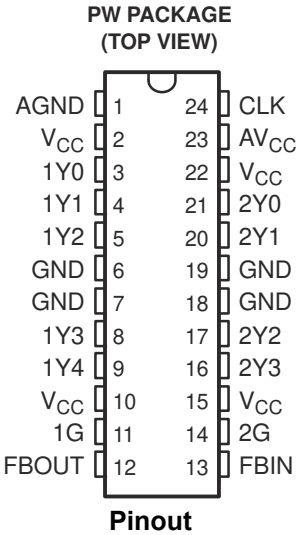 PW PACKAGE
(TOP VIEW)
AGND 1 24 CLK
VCC 2 23 AVCC
1Y0 3 22 VCC
1Y1 4 21 2Y0
1Y2 5 20 2Y1
GND 6 19 GND
GND 7 18 GND
1Y3 8 17 2Y2
1Y4 9 16 2Y3
VCC 10 15 VCC
1G 11 14 2G
FBOUT 12 13 FBIN
Pinout